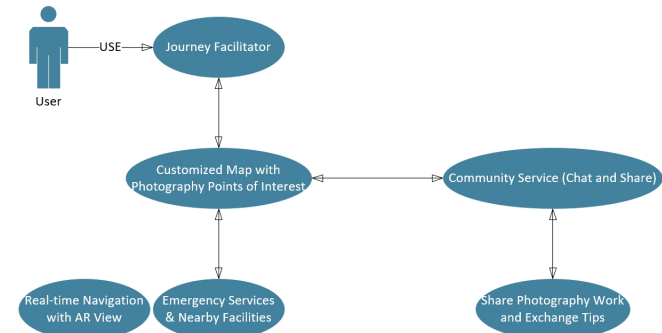 USE
Journey Facilitator
User
Customized Map with
Photography Points of Interest
Community Service (Chat and Share)
Real-time Navigation
with AR View
Emergency Services
& Nearby Facilities
Share Photography Work
and Exchange Tips